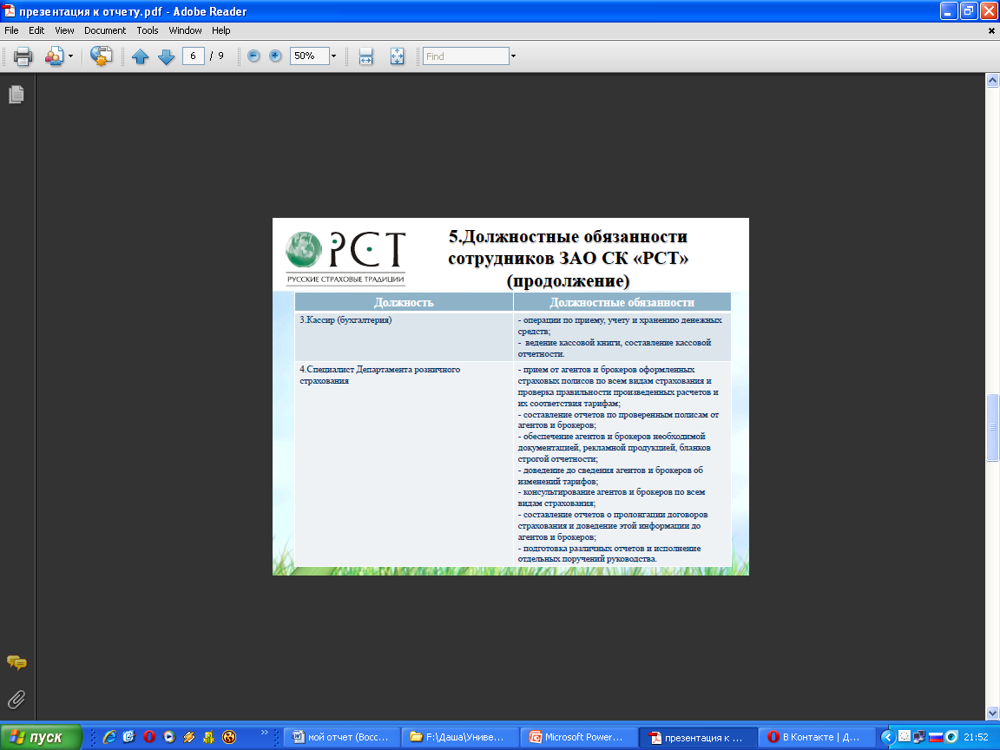 презентация к отчету.pdf - Adobe Reader
File Edit View Document Tools Window Help
6 / 9 50% Find
РСТ
РУССКИЕ СТРАХОВЫЕ ТРАДИЦИИ
5.Должностные обязанности
сотрудников ЗАО СК «РСТ»
(продолжение)
Должность
Должностные обязанности
3.Кассир (бухгалтерия)
- операции по приему, учету и хранению денежных
средств;
- ведение кассовой книги, составление кассовой
отчетности.
4.Специалист Департамента розничного
страхования
- прием от агентов и брокеров оформленных
страховых полисов по всем видам страхования и
проверка правильности произведенных расчетов и
их соответствия тарифам;
- составление отчетов по проверенным полисам от
агентов и брокеров;
- обеспечение агентов и брокеров необходимой
документацией, рекламной продукцией, бланков
строгой отчетности;
- доведение до сведения агентов и брокеров об
изменений тарифов;
- консультирование агентов и брокеров по всем
видам страхования;
- составление отчетов о пролонгации договоров
страхования и доведение этой информации до
агентов и брокеров;
- подготовка различных отчетов и исполнение
отдельных поручений руководства.
пуск мой отчет (Восс... F:\Даша\Униве... Microsoft Power... презентация к ... В Контакте | Д... 21:52